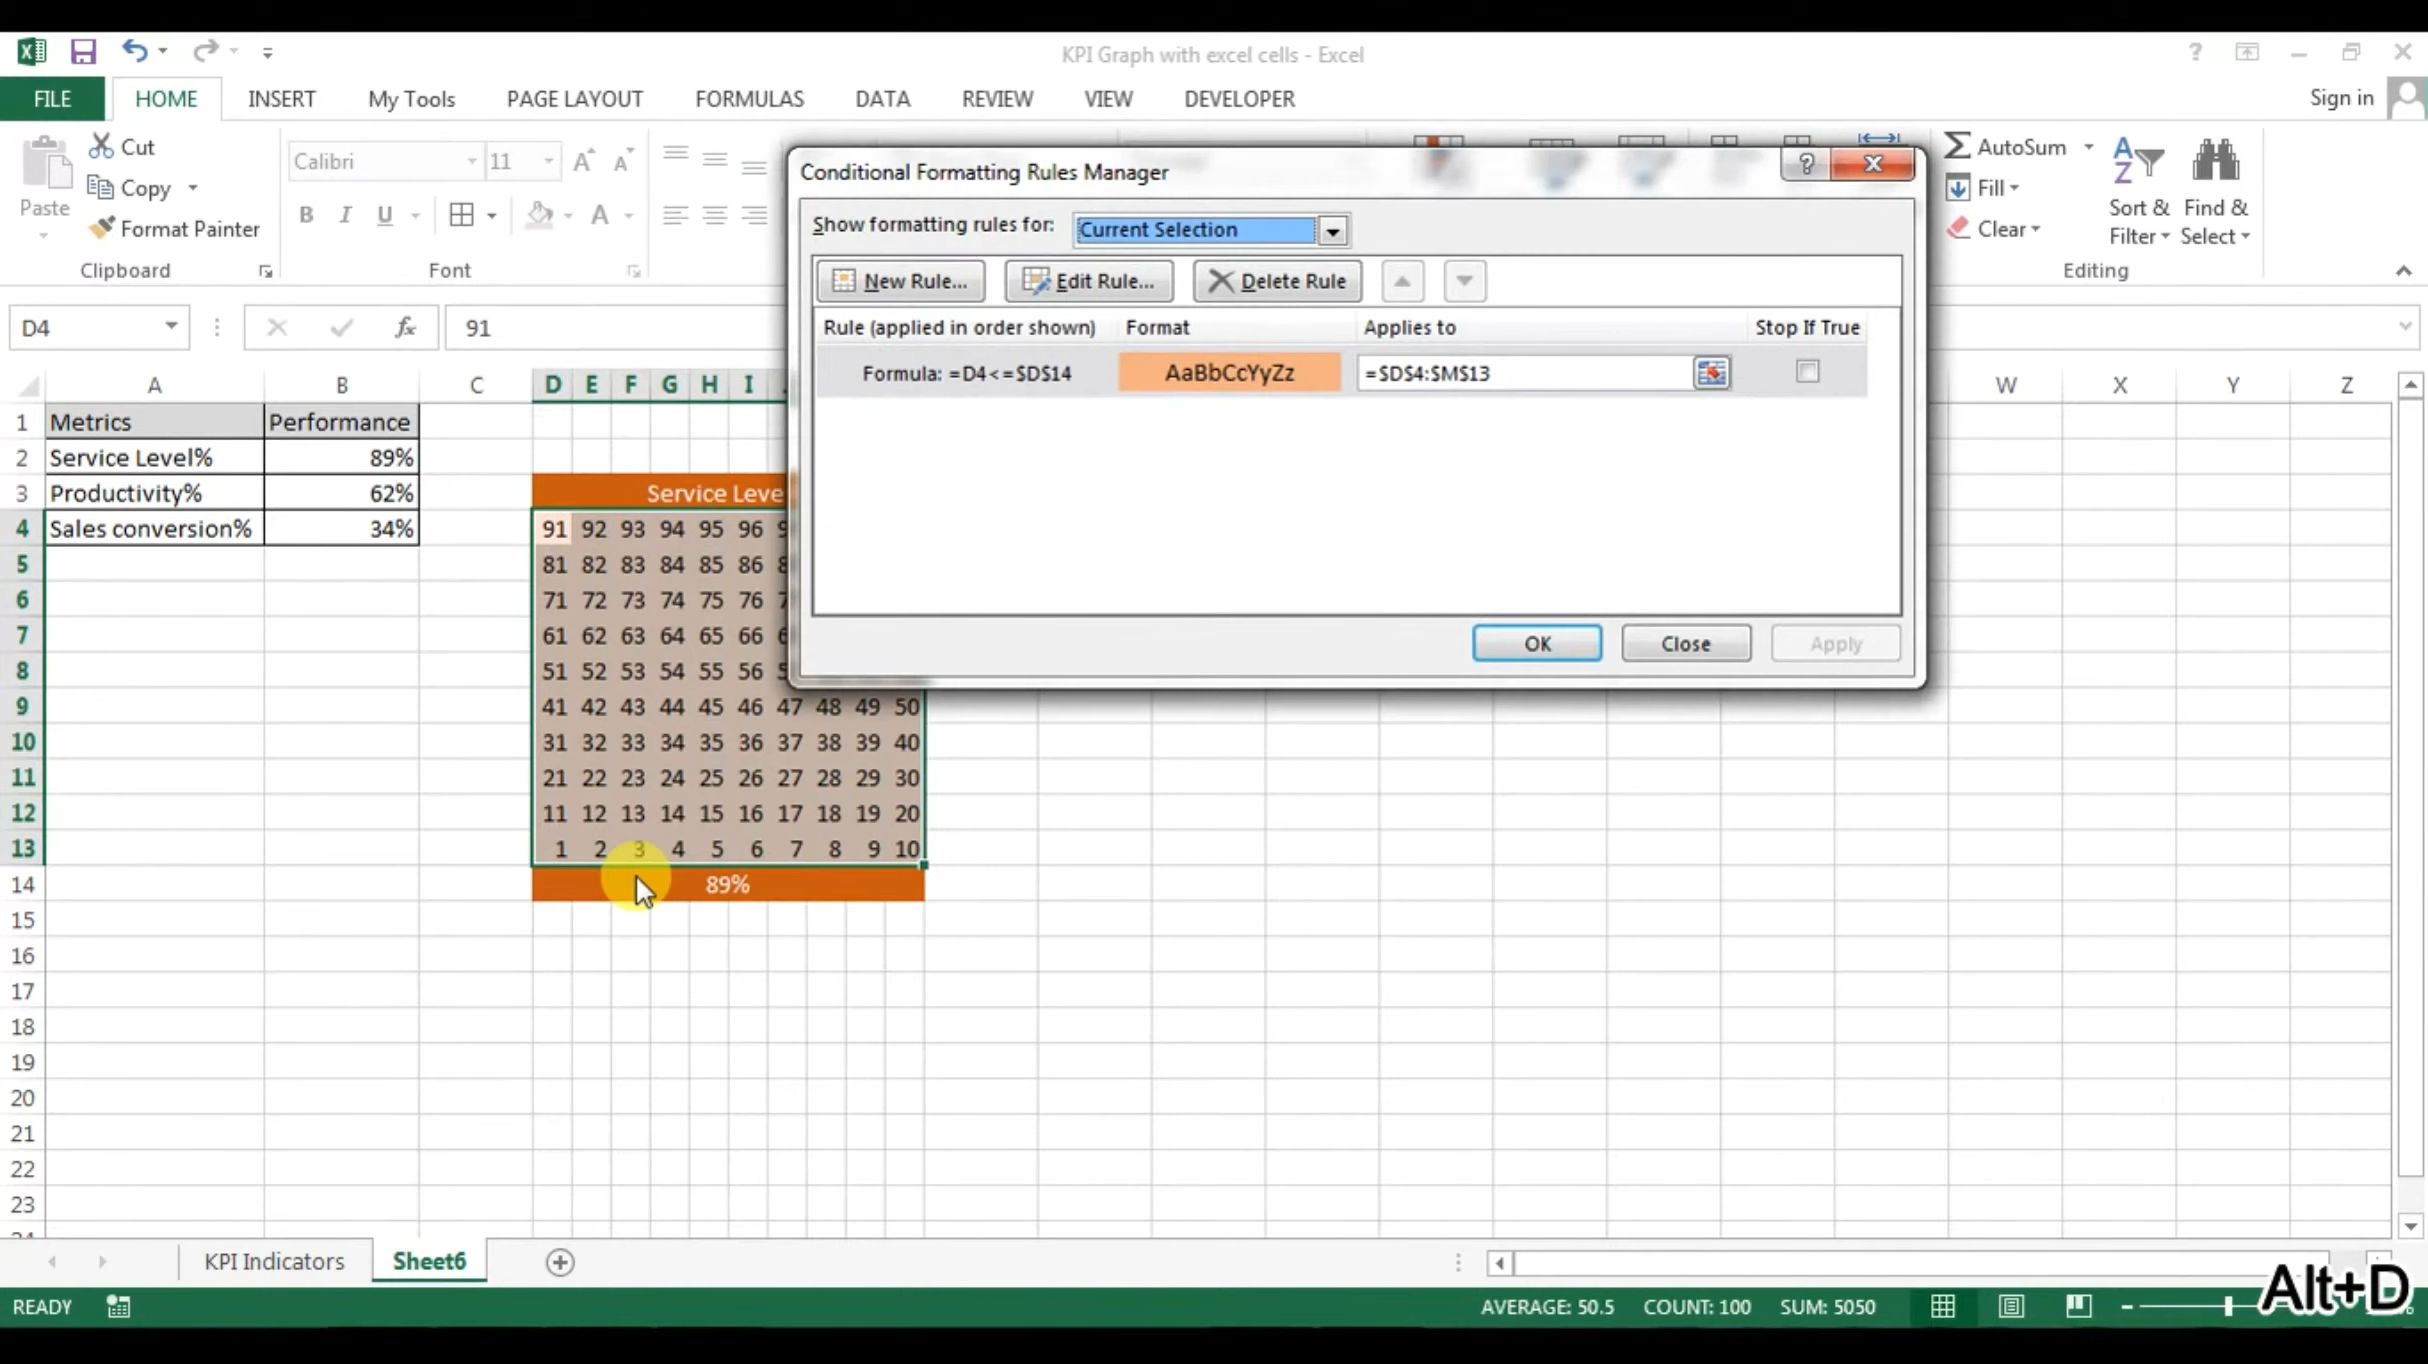 KPI Graph with excel cells - Excel
FILE HOME INSERT My Tools PAGE LAYOUT FORMULAS DATA REVIEW VIEW DEVELOPER Sign in
Cut
Copy
Format Painter
Paste
Clipboard
Calibri 11
B I U A
Font
AutoSum
Fill
Clear
Sort & Filter
Find & Select
Editing
Conditional Formatting Rules Manager
Show formatting rules for: Current Selection
New Rule... Edit Rule... Delete Rule
Rule (applied in order shown) Format Applies to Stop If True
Formula: =D4<=$D$14 AaBbCcYyZz =$D$4:$M$13
OK Close Apply
D4 fx 91
A B C D E F G H I W X Y Z
1 Metrics Performance
2 Service Level% 89%
3 Productivity% 62% Service Leve
4 Sales conversion% 34% 91 92 93 94 95 96
5 81 82 83 84 85 86
6 71 72 73 74 75 76
7 61 62 63 64 65 66
8 51 52 53 54 55 56
9 41 42 43 44 45 46 47 48 49 50
10 31 32 33 34 35 36 37 38 39 40
11 21 22 23 24 25 26 27 28 29 30
12 11 12 13 14 15 16 17 18 19 20
13 1 2 3 4 5 6 7 8 9 10
14 89%
15
16
17
18
19
20
21
22
23
KPI Indicators Sheet6
READY AVERAGE: 50.5 COUNT: 100 SUM: 5050
Alt+D